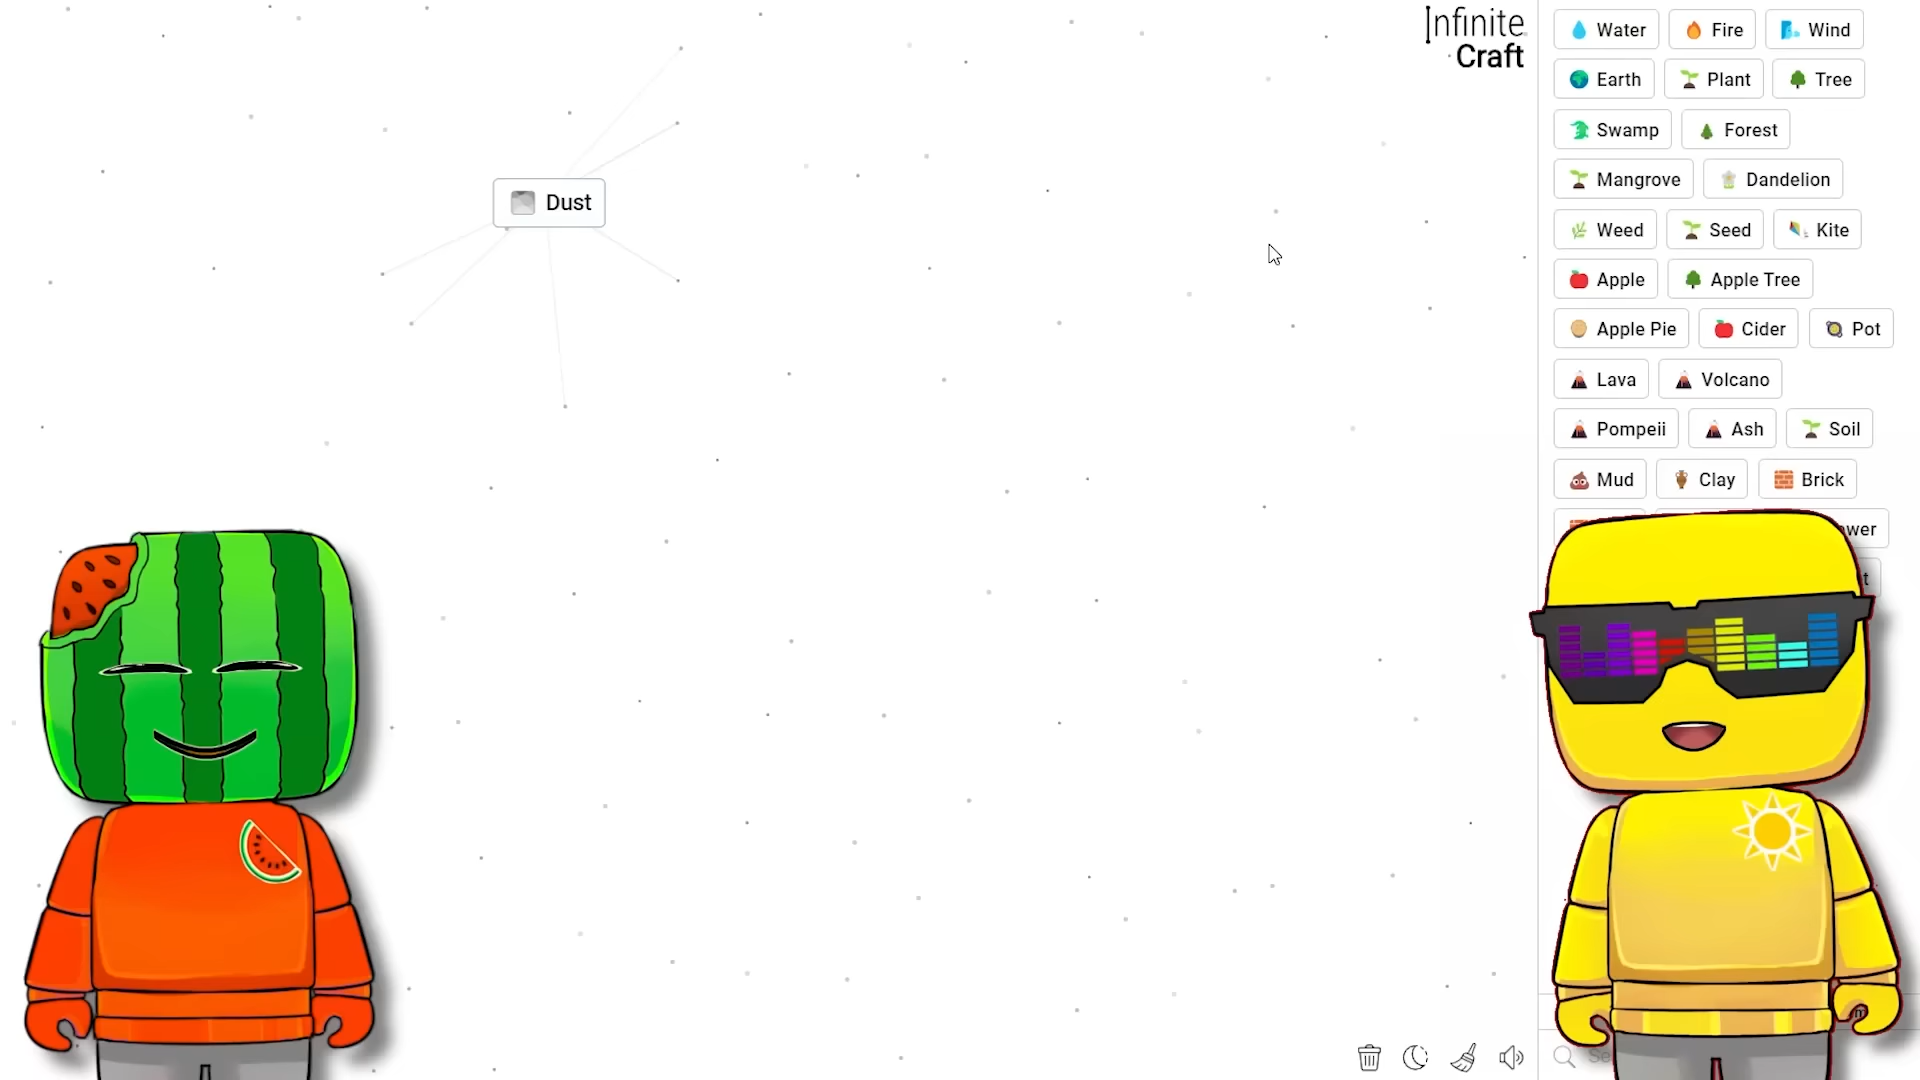 Infinite
Craft
Dust
Water Fire Wind
Earth Plant Tree
Swamp Forest
Mangrove Dandelion
Weed Seed Kite
Apple Apple Tree
Apple Pie Cider Pot
Lava Volcano
Pompeii Ash Soil
Mud Clay Brick